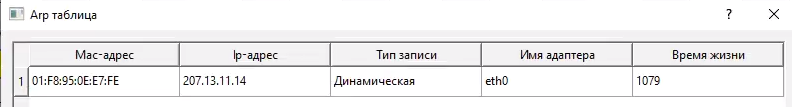 Arp таблица
Mac-адрес Ip-адрес Тип записи Имя адаптера Время жизни
1 01:F8:95:0E:E7:FE 207.13.11.14 Динамическая eth0 1079